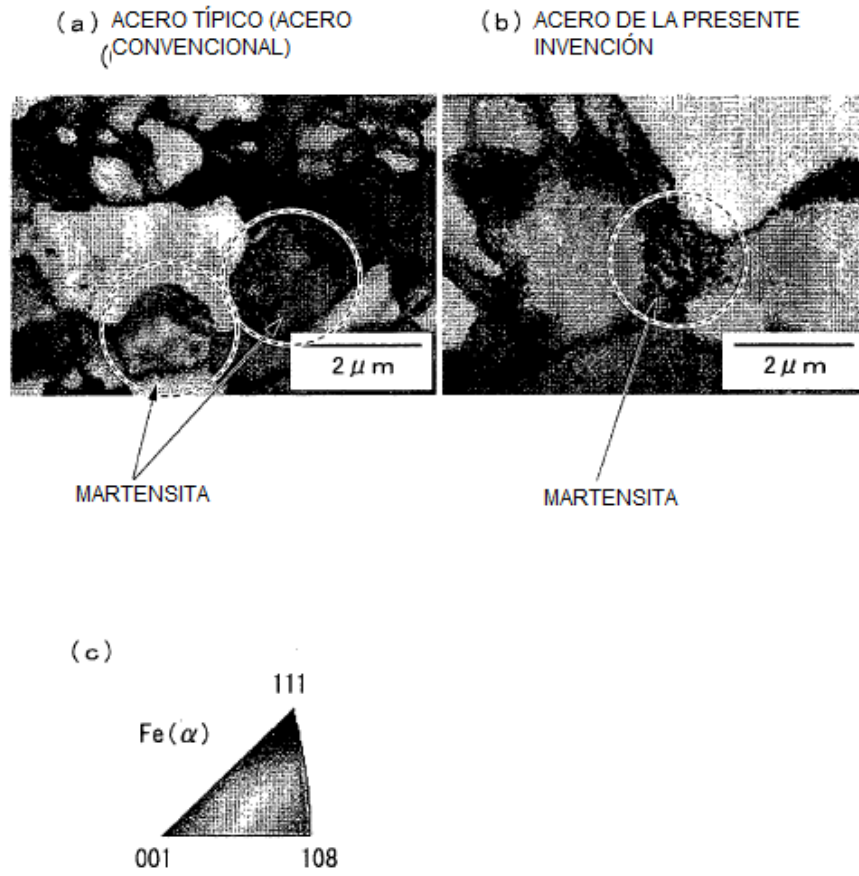 (a) ACERO TÍPICO (ACERO
(CONVENCIONAL)
(b) ACERO DE LA PRESENTE
INVENCIÓN
2 μm
2 μm
MARTENSITA
MARTENSITA
(c)
111
Fe(α)
001 108